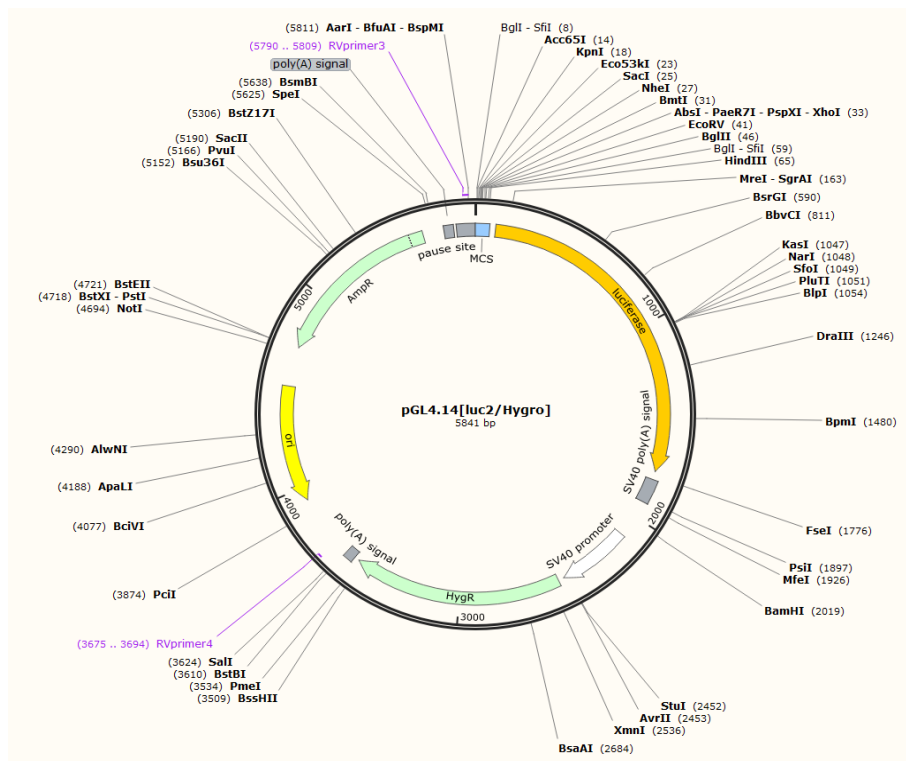 (5811) AarI - BfuAI - BspMI
(5790 .. 5809) RVprimer3
poly(A) signal
(5638) BsmBI
(5625) SpeI
(5306) BstZ17I
(5190) SacII
(5166) PvuI
(5152) Bsu36I
(4721) BstEII
(4718) BstXI - PstI
(4694) NotI
(4290) AlwNI
(4188) ApaLI
(4077) BciVI
(3874) PciI
(3675 .. 3694) RVprimer4
(3624) SalI
(3610) BstBI
(3534) PmeI
(3509) BssHII
BglI - SfiI (8)
Acc65I (14)
KpnI (18)
Eco53kI (23)
SacI (25)
NheI (27)
BmtI (31)
AbsI - PaeR7I - PspXI - XhoI (33)
EcoRV (41)
BglII (46)
BglI - SfiI (59)
HindIII (65)
MreI - SgrAI (163)
BsrGI (590)
BbvCI (811)
KasI (1047)
NarI (1048)
SfoI (1049)
PluTI (1051)
BlpI (1054)
DraIII (1246)
BpmI (1480)
FseI (1776)
PsiI (1897)
MfeI (1926)
BamHI (2019)
StuI (2452)
AvrII (2453)
XmnI (2536)
BsaAI (2684)
pause site
MCS
luciferase
1000
SV40 poly(A) signal
2000
SV40 promoter
HygR
3000
poly(A) signal
4000
ori
5000
AmpR
pGL4.14[luc2/Hygro]
5841 bp